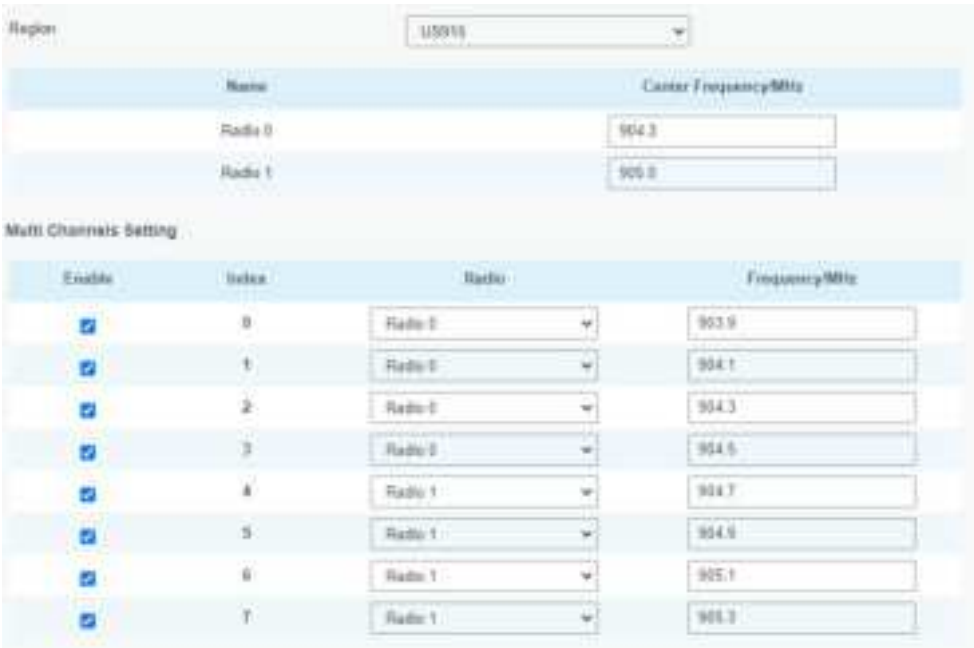 Region US915
Name Center Frequency/MHz
Radio 0 904.3
Radio 1 905.0
Multi Channels Setting
Enable Index Radio Frequency/MHz
0 Radio 0 903.9
1 Radio 0 904.1
2 Radio 0 904.3
3 Radio 0 904.5
4 Radio 1 904.7
5 Radio 1 904.9
6 Radio 1 905.1
7 Radio 1 905.3